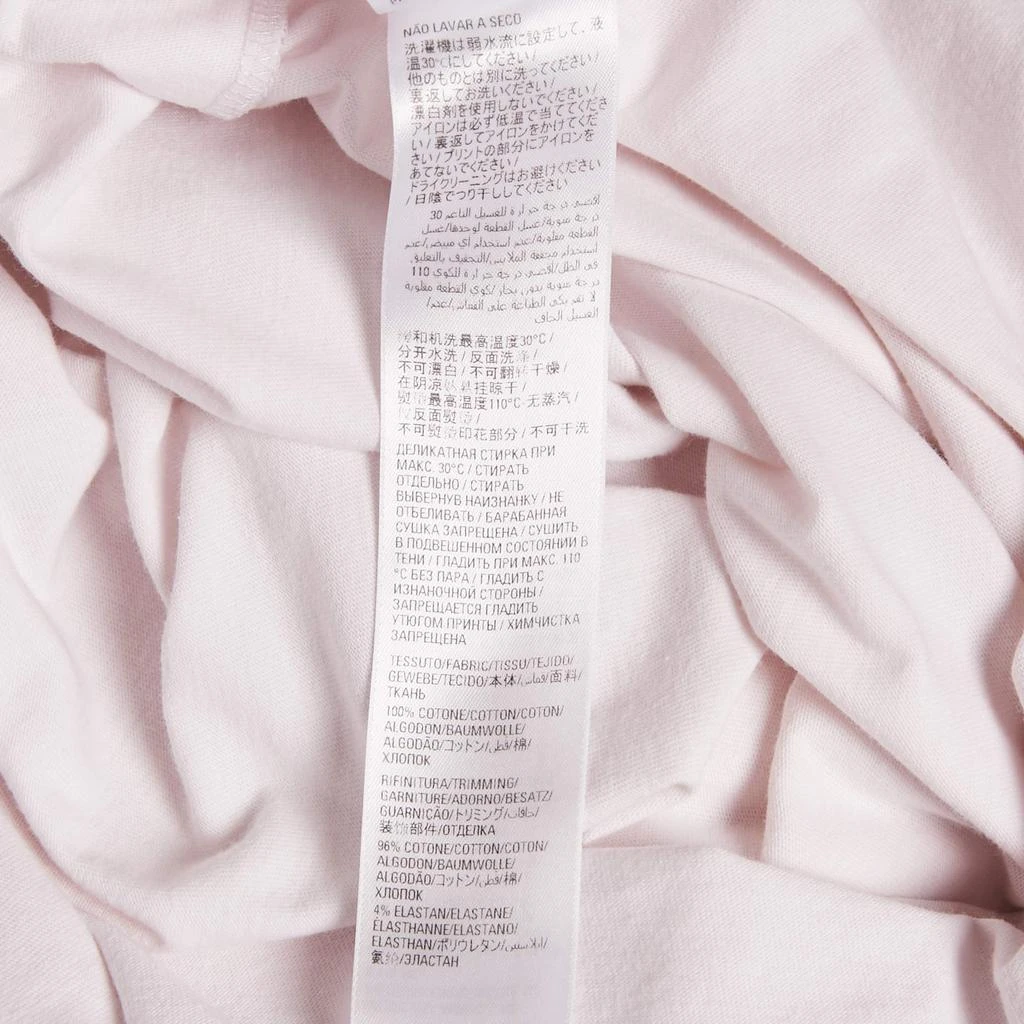 NÃO LAVAR A SECO
洗濯機は弱水流に設定して、液
温30℃にしてください/
他のものとは別に洗ってください/
裏返してお洗いください/
漂白剤を使用しないでください/
アイロンは必ず低温で当ててくださ
い/裏返してアイロンをかけてくだ
さい/プリントの部分にアイロンを
あてないでください/
ドライクリーニングはお避けください
/日陰でつり干ししてください
أقصى درجة حرارة للغسيل الناعم 30
درجة مئوية/غسل القطعة لوحدها/غسل
القطعة مقلوبة/عدم استخدام أي مبيض/عدم
استخدام مجففة الملابس/التجفيف بالتعليق
في الظل/أقصى درجة حرارة للكوي 110
درجة مئوية بدون بخار/كوي القطعة مقلوبة
لا تقم بكي الطباعة على القماش/عدم/
الغسيل الجاف
缓和机洗最高温度30°C/
分开水洗/反面洗涤/
不可漂白/不可翻转干燥/
在阴凉处悬挂晾干/
熨烫最高温度110°C-无蒸汽/
反面熨烫/
不可熨烫印花部分/不可干洗
ДЕЛИКАТНАЯ СТИРКА ПРИ
МАКС. 30°C / СТИРАТЬ
ОТДЕЛЬНО / СТИРАТЬ
ВЫВЕРНУВ НАИЗНАНКУ / НЕ
ОТБЕЛИВАТЬ / БАРАБАННАЯ
СУШКА ЗАПРЕЩЕНА / СУШИТЬ
В ПОДВЕШЕННОМ СОСТОЯНИИ В
ТЕНИ / ГЛАДИТЬ ПРИ МАКС. 110
°C БЕЗ ПАРА / ГЛАДИТЬ С
ИЗНАНОЧНОЙ СТОРОНЫ /
ЗАПРЕЩАЕТСЯ ГЛАДИТЬ
УТЮГОМ ПРИНТЫ / ХИМЧИСТКА
ЗАПРЕЩЕНА
TESSUTO/FABRIC/TISSU/TEJIDO/
GEWEBE/TECIDO/本体/قماش/面料/
ТКАНЬ
100% COTONE/COTTON/COTON/
ALGODON/BAUMWOLLE/
ALGODÃO/コットン/قطن/棉/
ХЛОПОК
RIFINITURA/TRIMMING/
GARNITURE/ADORNO/BESATZ/
GUARNICÃO/トリミング/حافات/
装饰部件/ОТДЕЛКА
96% COTONE/COTTON/COTON/
ALGODON/BAUMWOLLE/
ALGODÃO/コットン/قطن/棉/
ХЛОПОК
4% ELASTAN/ELASTANE/
ÉLASTHANNE/ELASTANO/
ELASTHAN/ポリウレタン/إيلاستين/
氨纶/ЭЛАСТАН